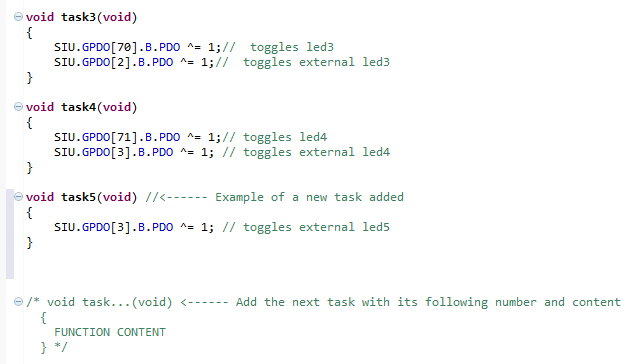 void task3(void)
{
SIU.GPDO[70].B.PDO ^= 1;//  toggles led3
SIU.GPDO[2].B.PDO ^= 1;//  toggles external led3
}
void task4(void)
{
SIU.GPDO[71].B.PDO ^= 1;// toggles led4
SIU.GPDO[3].B.PDO ^= 1; // toggles external led4
}
void task5(void) //<------ Example of a new task added
{
SIU.GPDO[3].B.PDO ^= 1; // toggles external led5
}
/* void task...(void) <------ Add the next task with its following number and content
{
FUNCTION CONTENT
} */